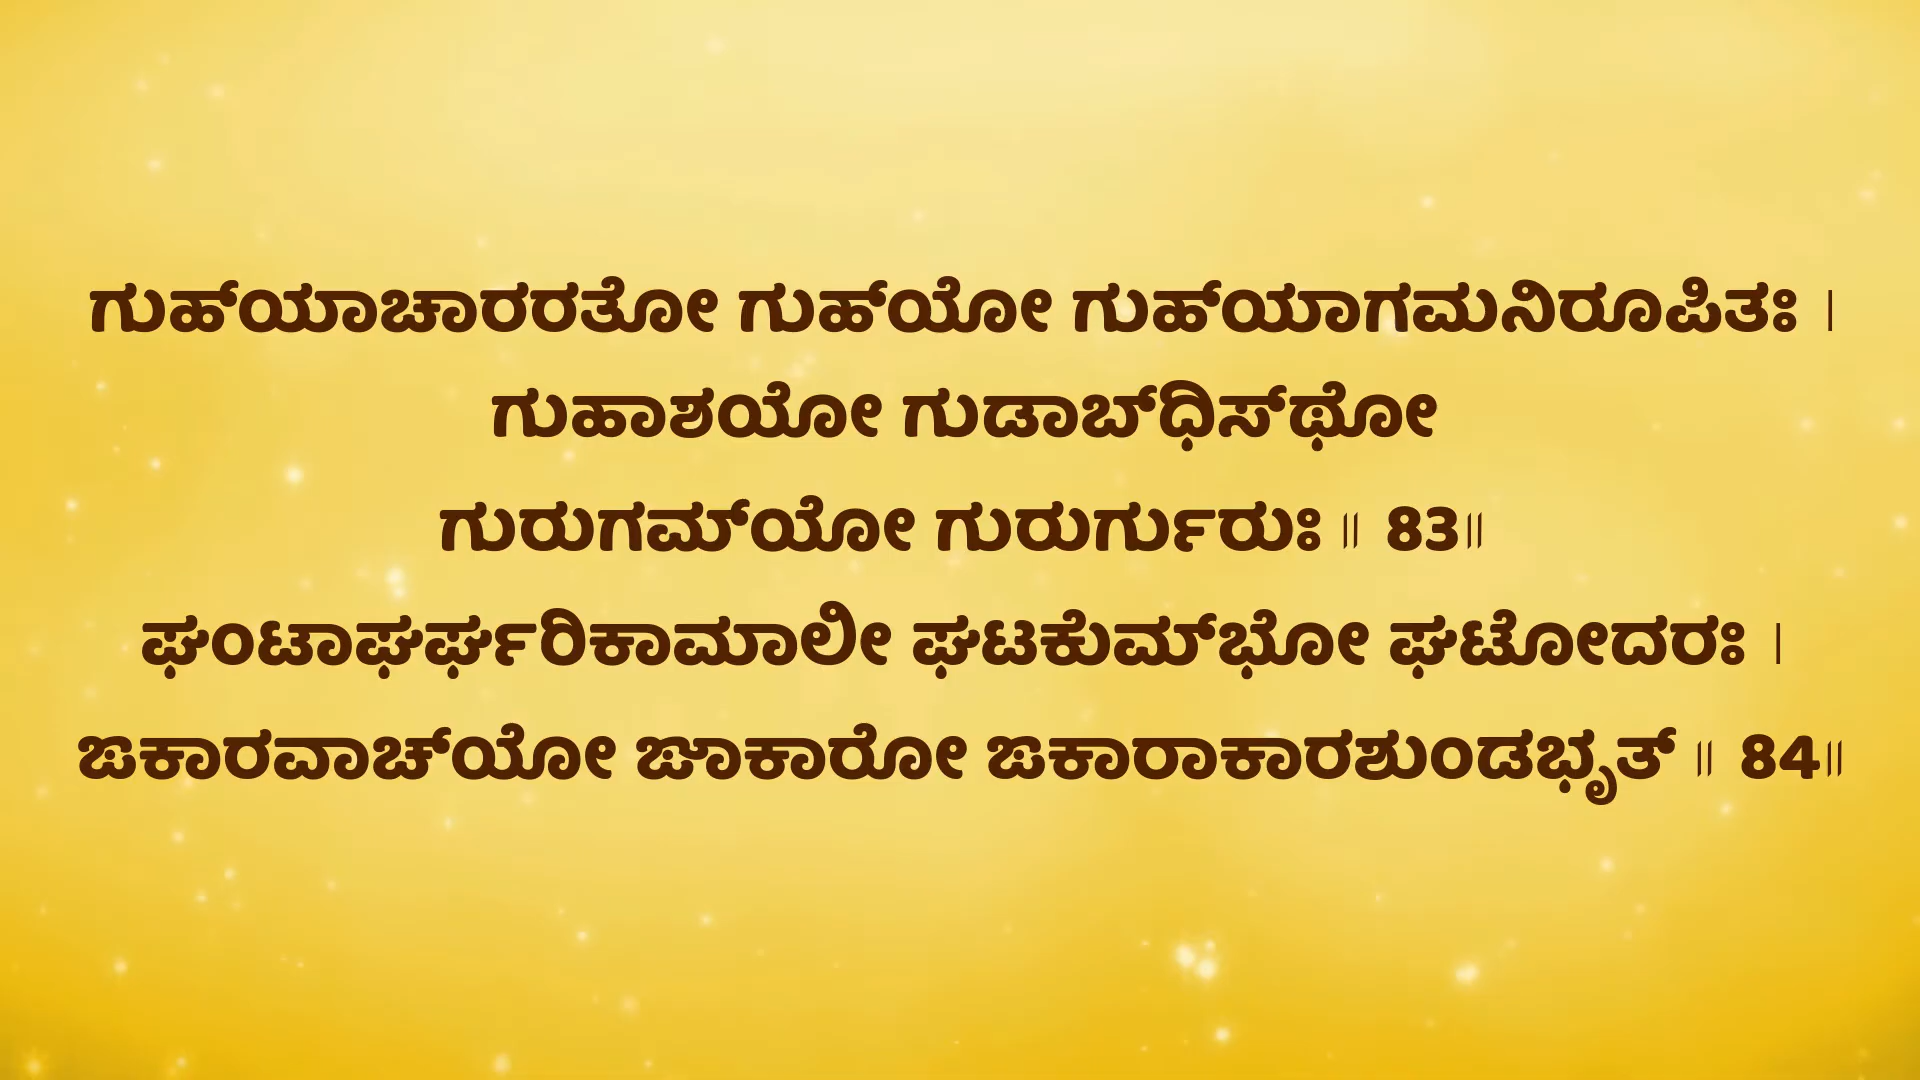 ಗುಹ್‌ಯಾಚಾರರತೋ ಗುಹ್‌ಯೋ ಗುಹ್‌ಯಾಗಮನಿರೂಪಿತಃ ।
ಗುಹಾಶಯೋ ಗುಡಾಬ್‌ಧಿಸ್‌ಥೋ
ಗುರುಗಮ್‌ಯೋ ಗುರುರ್ಗುರುಃ ॥ 83॥
ಘಂಟಾಘರ್ಘರಿಕಾಮಾಲೀ ಘಟಕುಮ್‌ಭೋ ಘಟೋದರಃ ।
ಙಕಾರವಾಚ್‌ಯೋ ಙಾಕಾರೋ ಙಕಾರಾಕಾರಶುಂಡಭೃತ್ ॥ 84॥